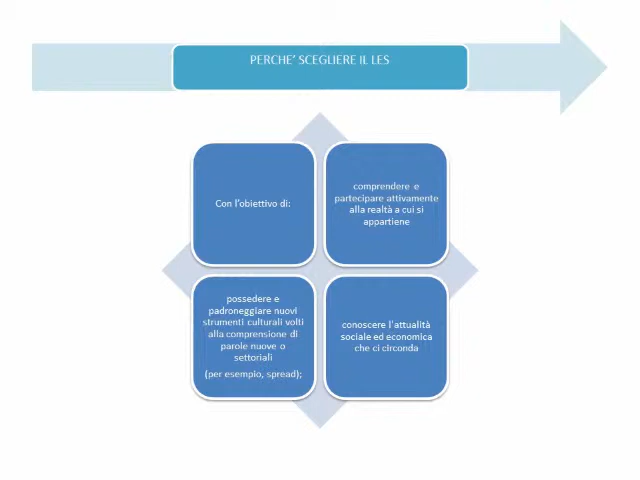 PERCHE' SCEGLIERE IL LES
Con l'obiettivo di:
comprendere e
partecipare attivamente
alla realtà a cui si
appartiene
possedere e
padroneggiare nuovi
strumenti culturali volti
alla comprensione di
parole nuove o
settoriali
(per esempio, spread);
conoscere l'attualità
sociale ed economica
che ci circonda